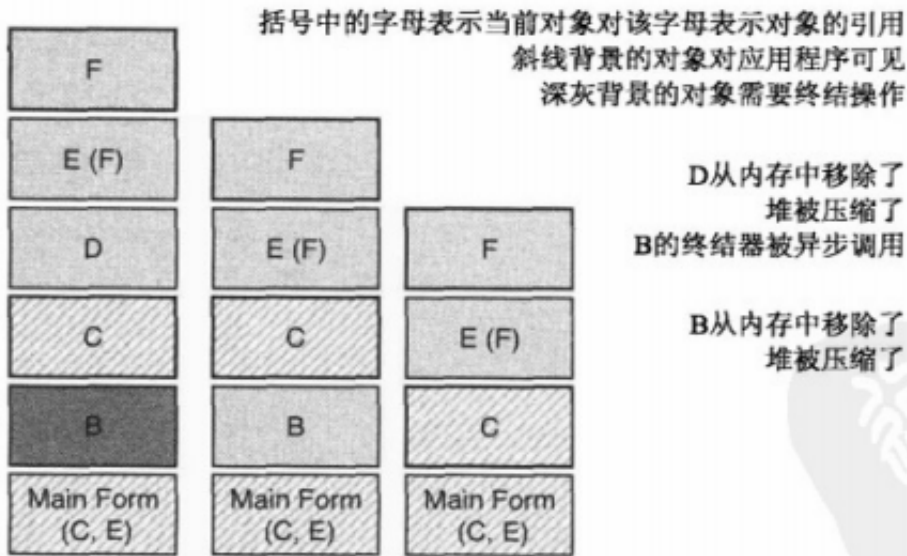 括号中的字母表示当前对象对该字母表示对象的引用
斜线背景的对象对应用程序可见
深灰背景的对象需要终结操作
D从内存中移除了
堆被压缩了
B的终结器被异步调用
B从内存中移除了
堆被压缩了
F
E (F)
D
C
B
Main Form
(C, E)
F
E (F)
C
B
Main Form
(C, E)
F
E (F)
C
Main Form
(C, E)